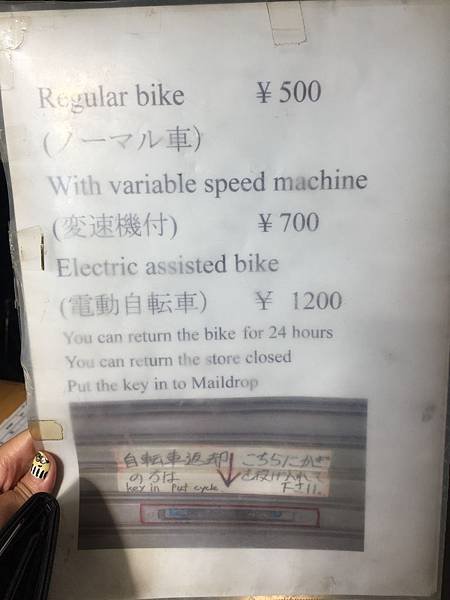 Regular bike ¥ 500
(ノーマル車)
With variable speed machine
(変速機付) ¥ 700
Electric assisted bike
(電動自転車) ¥ 1200
You can return the bike for 24 hours
You can return the store closed
Put the key in to Maildrop
自転車返却 こちらにかぎ
の方は を投げ入れて
key in Put cycle 下さい。